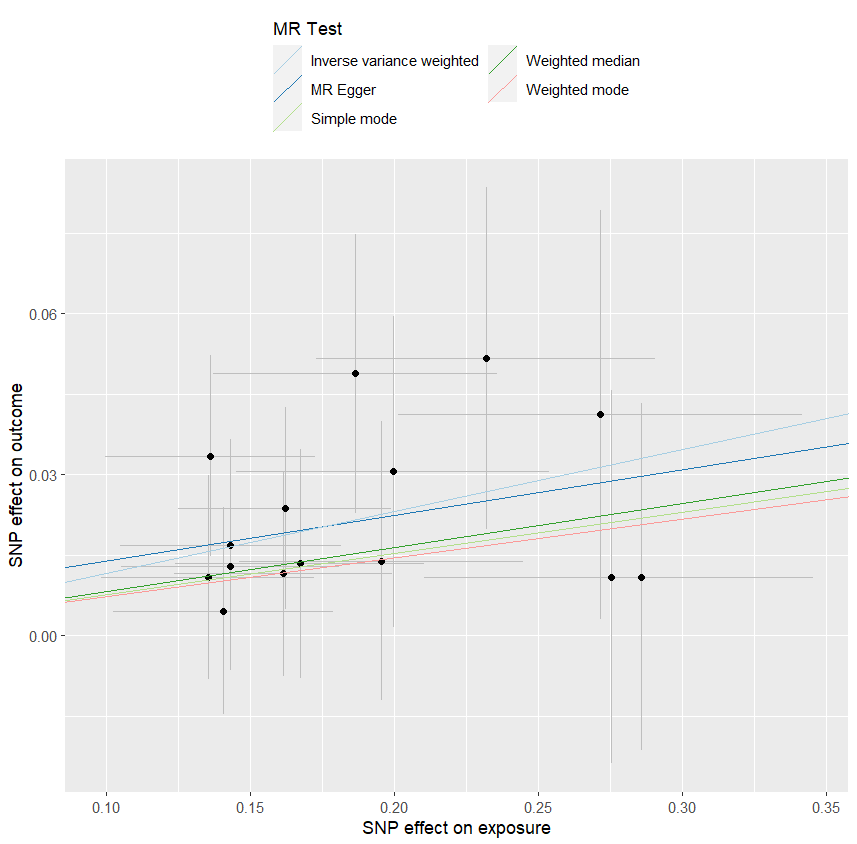 MR Test
Inverse variance weighted
Weighted median
MR Egger
Weighted mode
Simple mode
SNP effect on outcome
0.06
0.03
0.00
0.10 0.15 0.20 0.25 0.30 0.35
SNP effect on exposure